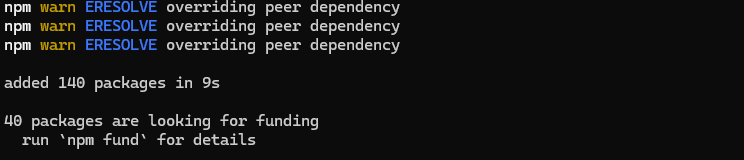 npm warn ERESOLVE overriding peer dependency
npm warn ERESOLVE overriding peer dependency
npm warn ERESOLVE overriding peer dependency
added 140 packages in 9s
40 packages are looking for funding
run `npm fund` for details